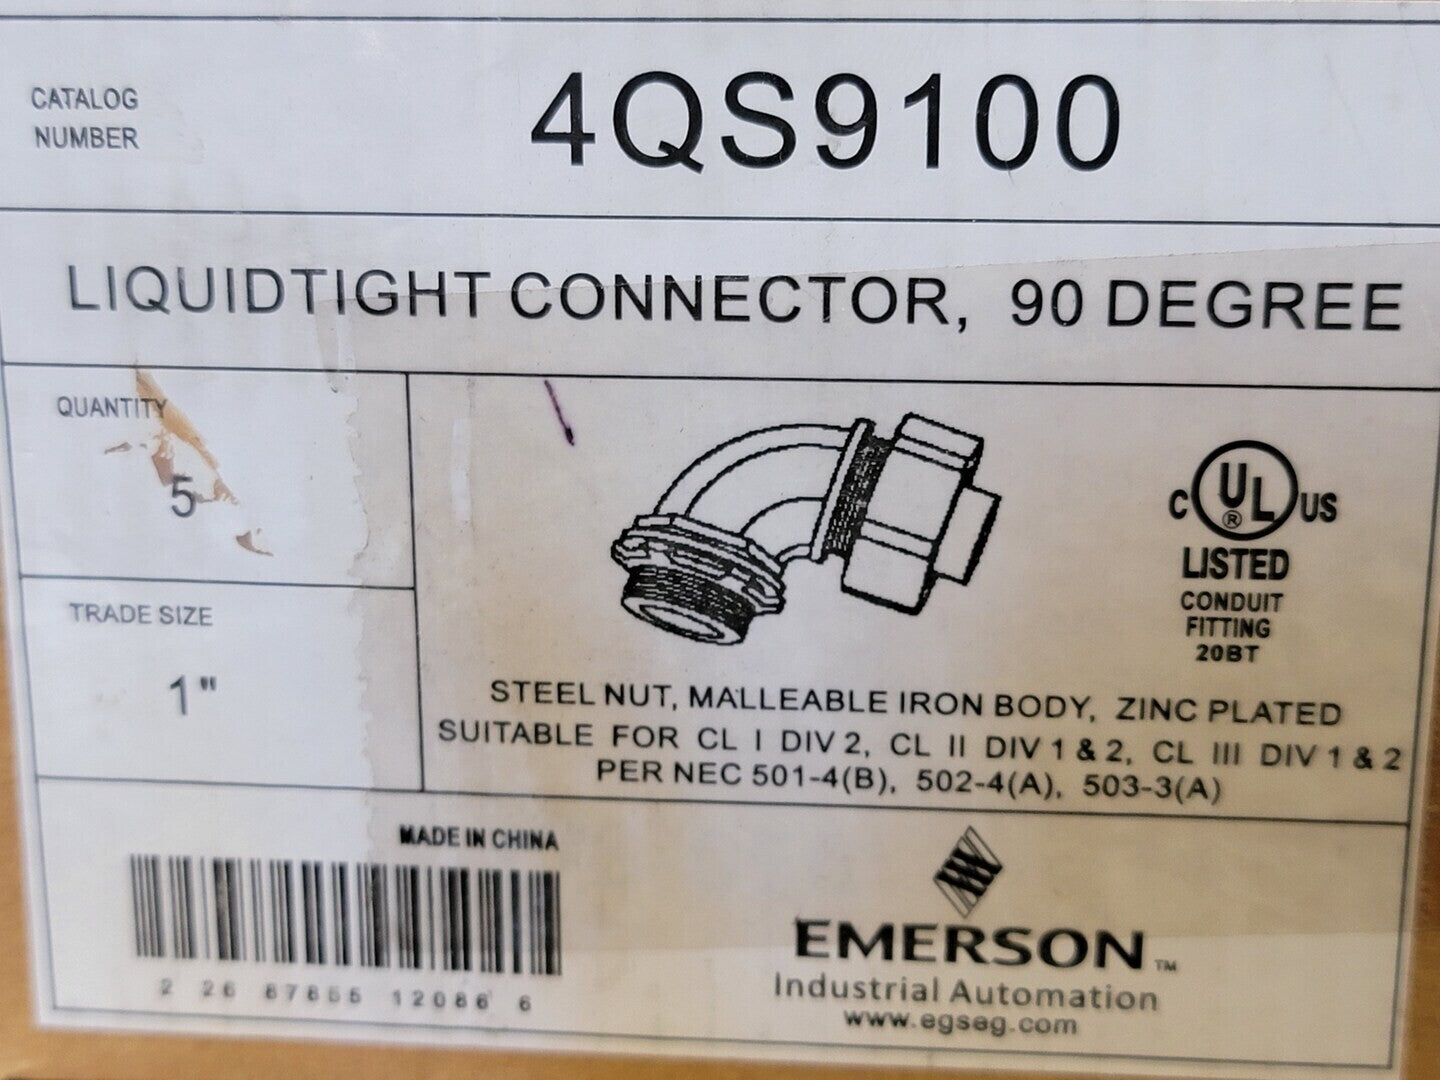 CATALOG
NUMBER
4QS9100
LIQUIDTIGHT CONNECTOR, 90 DEGREE
QUANTITY
5
TRADE SIZE
1"
C UL ® US
LISTED
CONDUIT
FITTING
20BT
STEEL NUT, MALLEABLE IRON BODY, ZINC PLATED
SUITABLE FOR CL I DIV 2, CL II DIV 1 & 2, CL III DIV 1 & 2
PER NEC 501-4(B), 502-4(A), 503-3(A)
MADE IN CHINA
2 26 87855 12086 6
EMERSON™
Industrial Automation
www.egseg.com